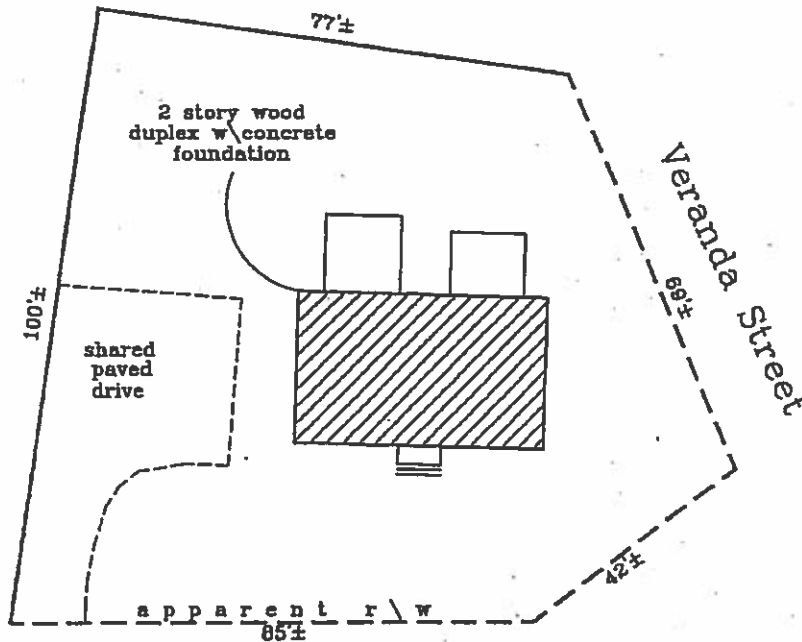 77'±
2 story wood
duplex w\concrete
foundation
Veranda Street
69'±
100'±
shared
paved
drive
42'±
apparent r\w
85'±